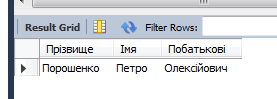 Result Grid Filter Rows:
Прізвище Імя Побатькові
Порошенко Петро Олексійович